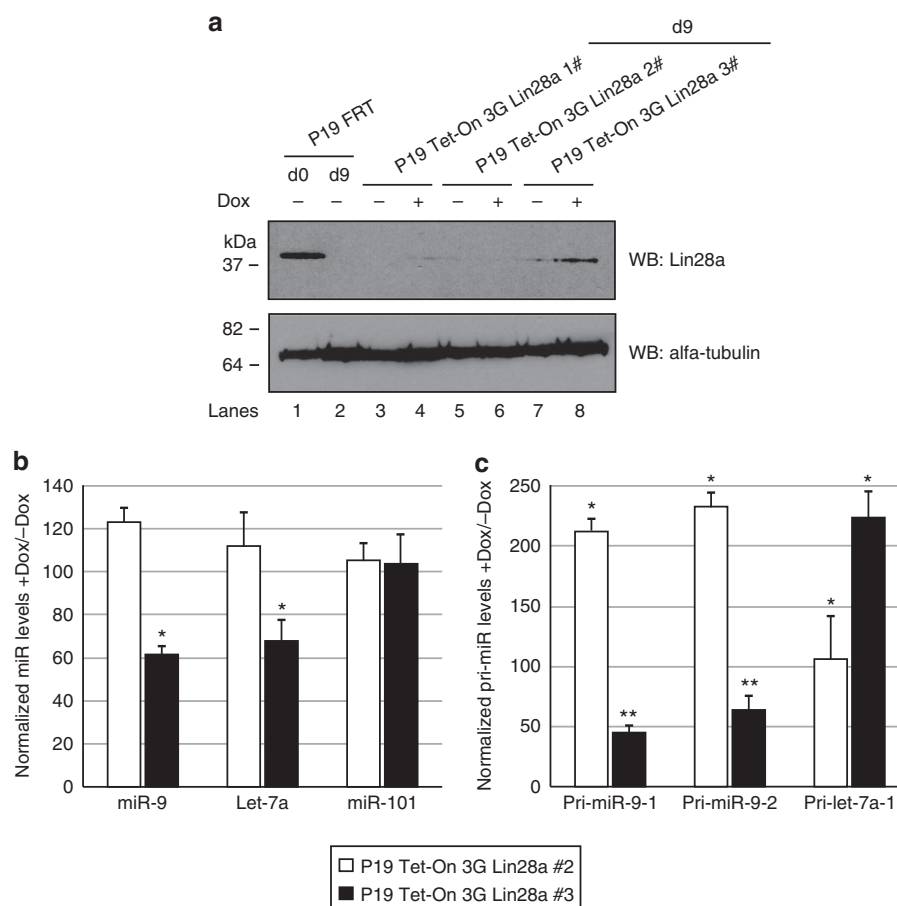 a
d9
P19 FRT
P19 Tet-On 3G Lin28a 1#
P19 Tet-On 3G Lin28a 2#
P19 Tet-On 3G Lin28a 3#
d0 d9
Dox – – – + – + – +
kDa
37 –
WB: Lin28a
82 –
64 –
WB: alfa-tubulin
Lanes 1 2 3 4 5 6 7 8
b
Normalized miR levels +Dox/–Dox
140
120
100
80
60
40
20
0
* *
miR-9 Let-7a miR-101
c
Normalized pri-miR levels +Dox/–Dox
250
200
150
100
50
0
* ** * ** * *
Pri-miR-9-1 Pri-miR-9-2 Pri-let-7a-1
P19 Tet-On 3G Lin28a #2
P19 Tet-On 3G Lin28a #3